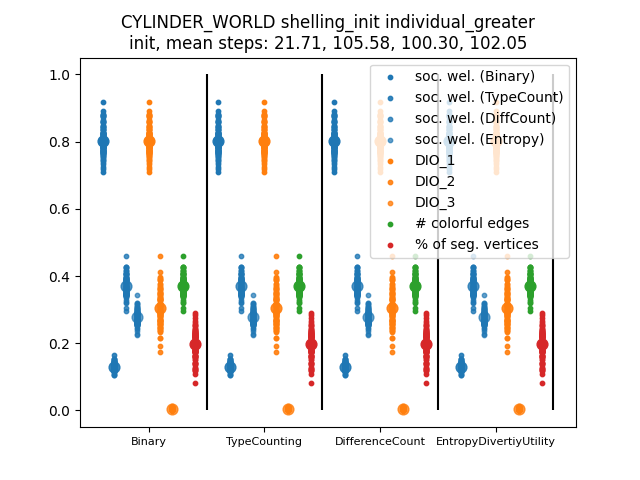 CYLINDER_WORLD shelling_init individual_greater
init, mean steps: 21.71, 105.58, 100.30, 102.05
1.0
0.8
0.6
0.4
0.2
0.0
soc. wel. (Binary)
soc. wel. (TypeCount)
soc. wel. (DiffCount)
soc. wel. (Entropy)
DIO_1
DIO_2
DIO_3
# colorful edges
% of seg. vertices
Binary
TypeCounting
DifferenceCount
EntropyDivertiyUtility